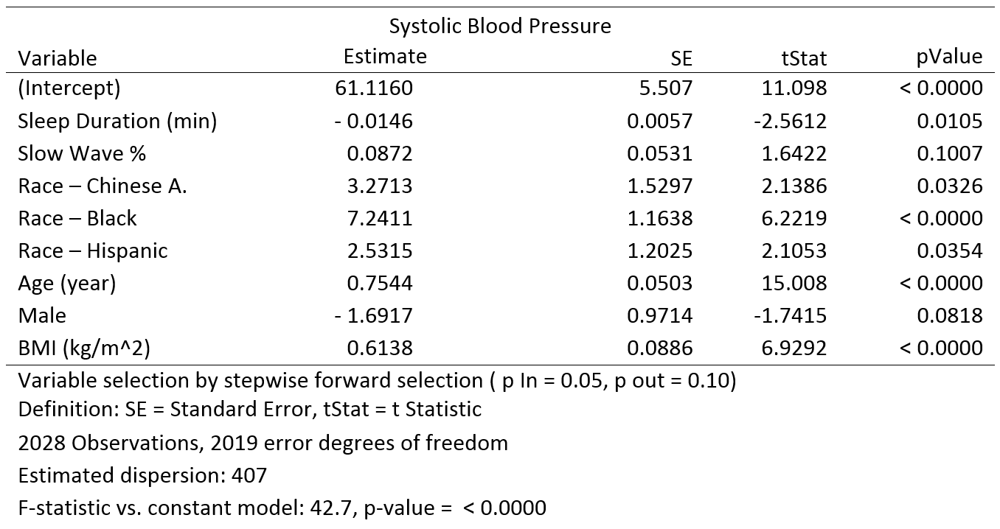 Systolic Blood Pressure
Variable Estimate SE tStat pValue
(Intercept) 61.1160 5.507 11.098 < 0.0000
Sleep Duration (min) - 0.0146 0.0057 -2.5612 0.0105
Slow Wave % 0.0872 0.0531 1.6422 0.1007
Race – Chinese A. 3.2713 1.5297 2.1386 0.0326
Race – Black 7.2411 1.1638 6.2219 < 0.0000
Race – Hispanic 2.5315 1.2025 2.1053 0.0354
Age (year) 0.7544 0.0503 15.008 < 0.0000
Male - 1.6917 0.9714 -1.7415 0.0818
BMI (kg/m^2) 0.6138 0.0886 6.9292 < 0.0000
Variable selection by stepwise forward selection ( p In = 0.05, p out = 0.10)
Definition: SE = Standard Error, tStat = t Statistic
2028 Observations, 2019 error degrees of freedom
Estimated dispersion: 407
F-statistic vs. constant model: 42.7, p-value = < 0.0000